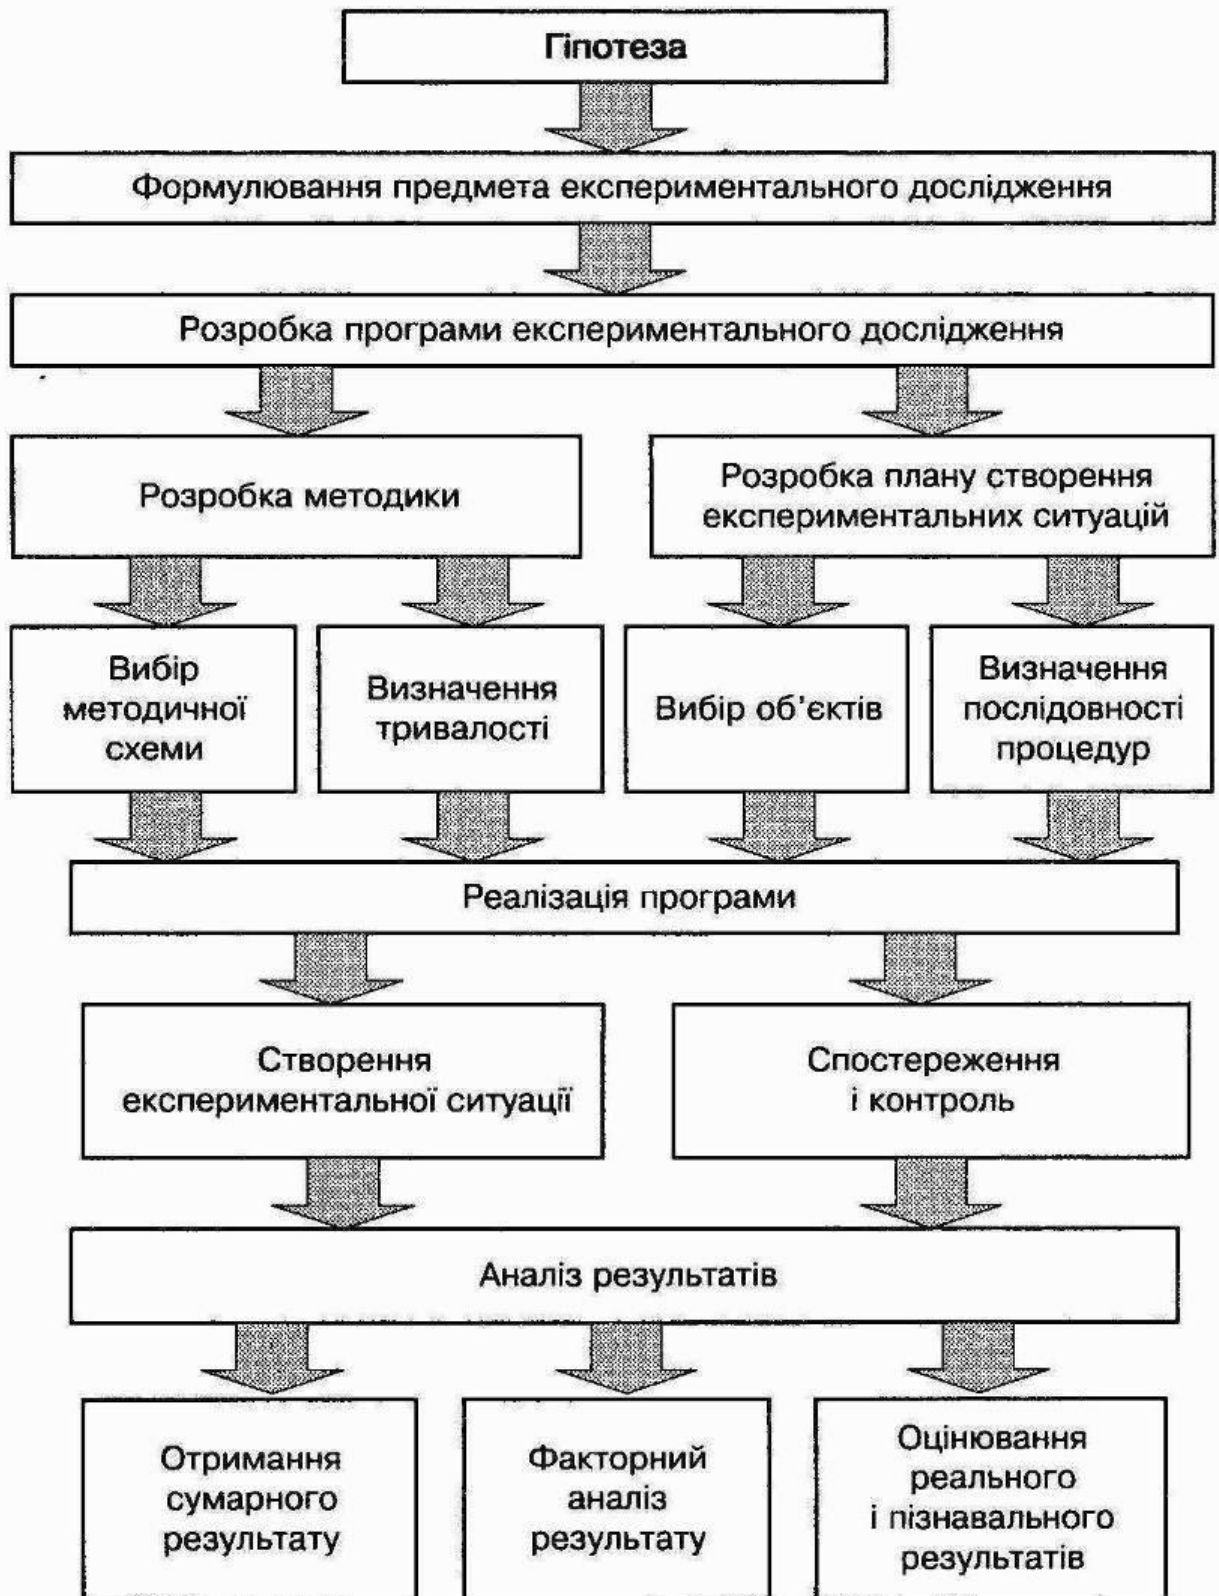 Гіпотеза
Формулювання предмета експериментального дослідження
Розробка програми експериментального дослідження
Розробка методики
Розробка плану створення
експериментальних ситуацій
Вибір
методичної
схеми
Визначення
тривалості
Вибір об’єктів
Визначення
послідовності
процедур
Реалізація програми
Створення
експериментальної ситуації
Спостереження
і контроль
Аналіз результатів
Отримання
сумарного
результату
Факторний
аналіз
результату
Оцінювання
реального
і пізнавального
результатів